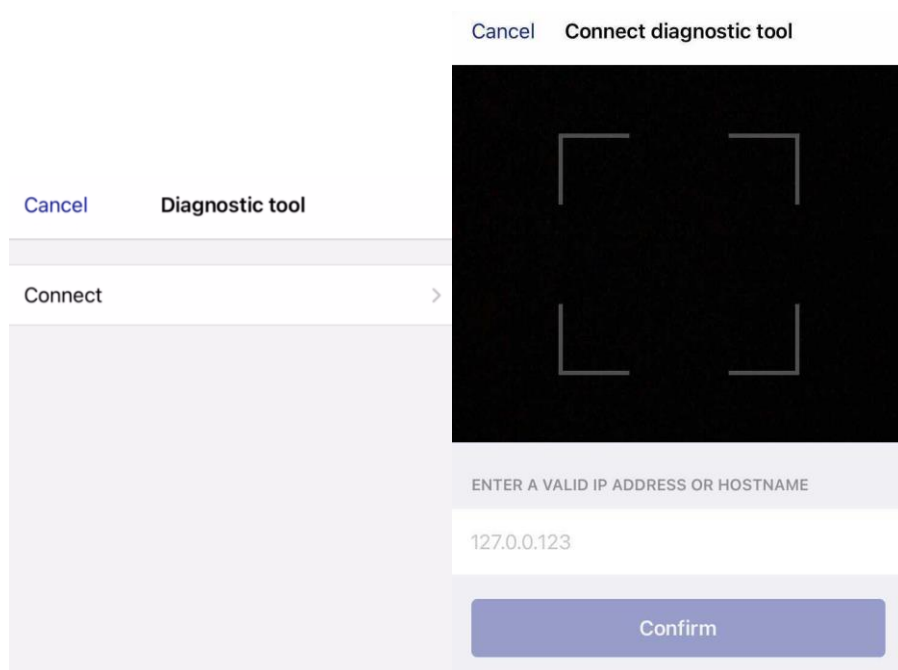 Cancel Diagnostic tool
Connect
Cancel Connect diagnostic tool
ENTER A VALID IP ADDRESS OR HOSTNAME
127.0.0.123
Confirm